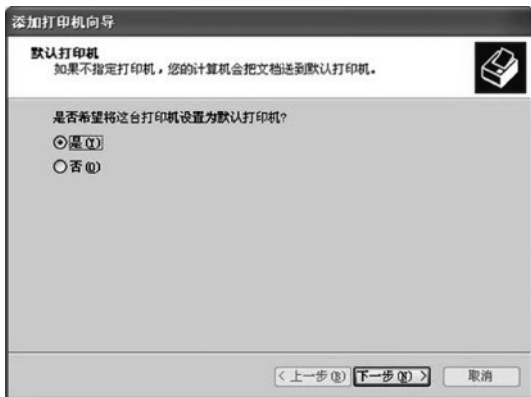 添加打印机向导
默认打印机
如果不指定打印机，您的计算机会把文档送到默认打印机。
是否希望将这台打印机设置为默认打印机?
是(Y)
否(O)
< 上一步(B) 下一步(N) > 取消